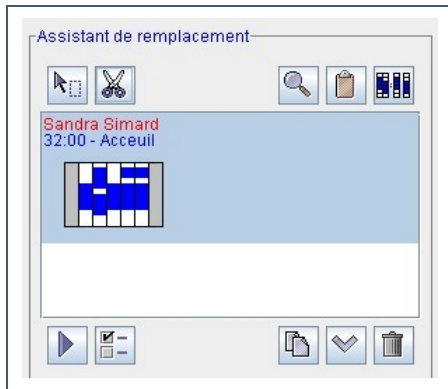 Assistant de remplacement
Sandra Simard
32:00 - Acceuil